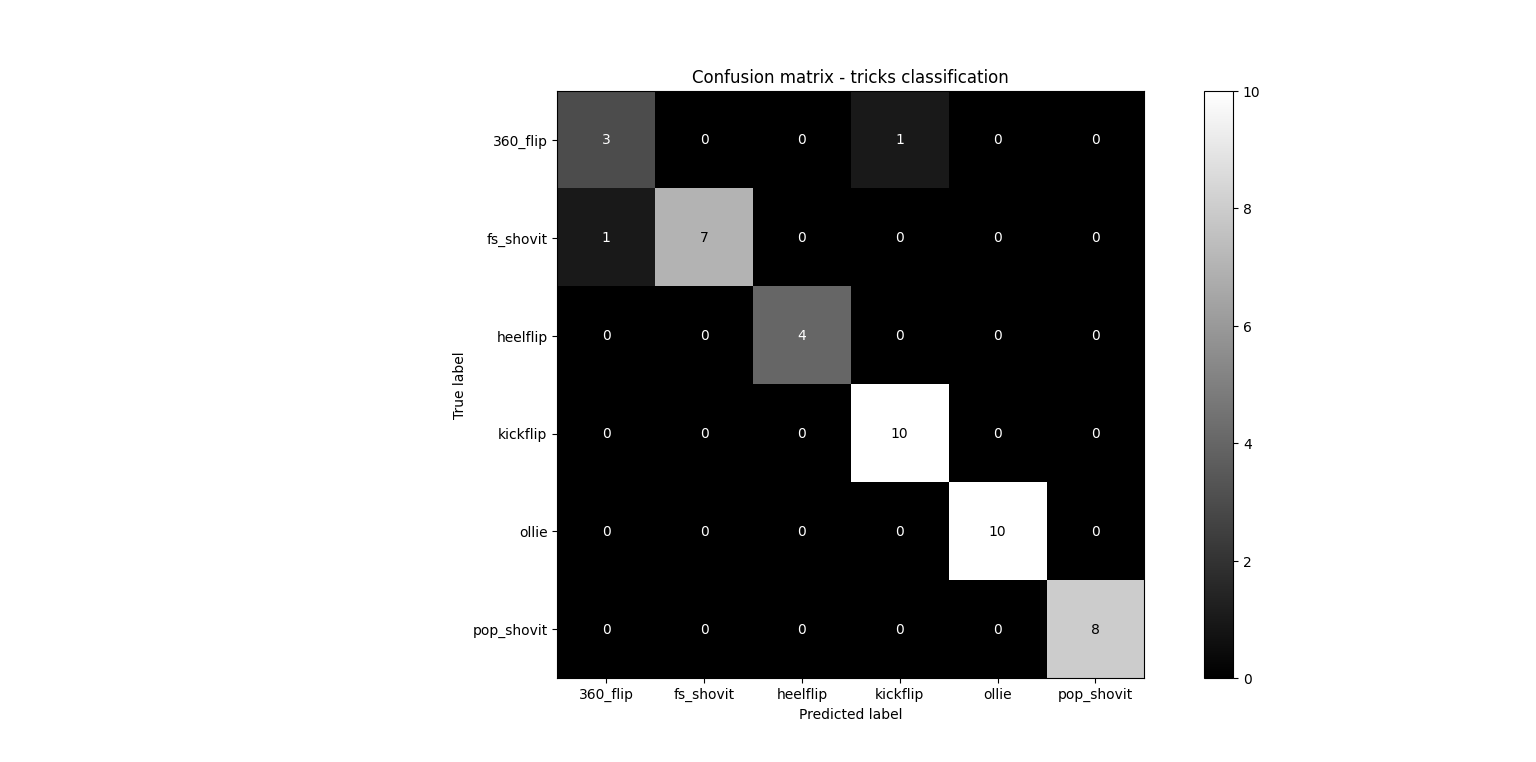 Confusion matrix - tricks classification
10
360_flip 3 0 0 1 0 0
8
fs_shovit 1 7 0 0 0 0
6
heelflip 0 0 4 0 0 0
True label
kickflip 0 0 0 10 0 0
4
ollie 0 0 0 0 10 0
2
pop_shovit 0 0 0 0 0 8
0
360_flip fs_shovit heelflip kickflip ollie pop_shovit
Predicted label